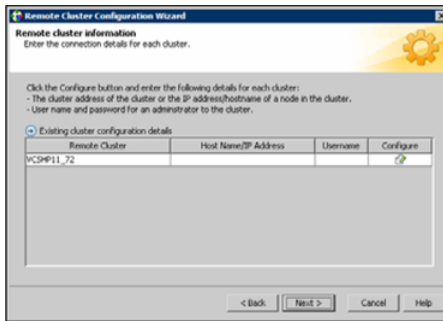 Remote Cluster Configuration Wizard
Remote cluster information
Enter the connection details for each cluster.
Click the Configure button and enter the following details for each cluster:
- The cluster address of the cluster or the IP address/hostname of a node in the cluster.
- User name and password for an adminstrator to the cluster.
Existing cluster configuration details
Remote Cluster Host Name/IP Address Username Configure
VCSHP11_72
< Back Next > Cancel Help